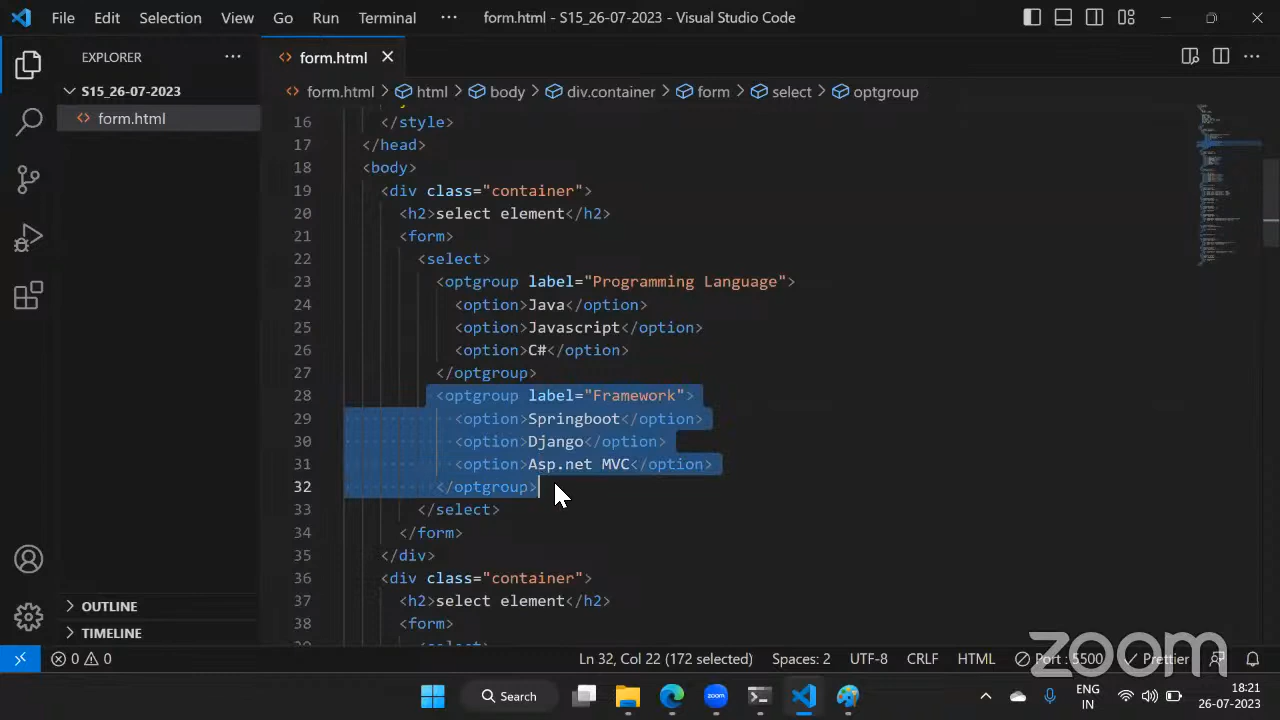 File Edit Selection View Go Run Terminal ··· form.html - S15_26-07-2023 - Visual Studio Code
EXPLORER ···
S15_26-07-2023
form.html
OUTLINE
TIMELINE
form.html
form.html > html > body > div.container > form > select > optgroup
16 </style>
17 </head>
18 <body>
19 <div class="container">
20 <h2>select element</h2>
21 <form>
22 <select>
23 <optgroup label="Programming Language">
24 <option>Java</option>
25 <option>Javascript</option>
26 <option>C#</option>
27 </optgroup>
28 <optgroup label="Framework">
29 <option>Springboot</option>
30 <option>Django</option>
31 <option>Asp.net MVC</option>
32 </optgroup>
33 </select>
34 </form>
35 </div>
36 <div class="container">
37 <h2>select element</h2>
38 <form>
zoom
0 0 Ln 32, Col 22 (172 selected) Spaces: 2 UTF-8 CRLF HTML Port : 5500 Prettier
Search
zoom
ENG
IN
18:21
26-07-2023